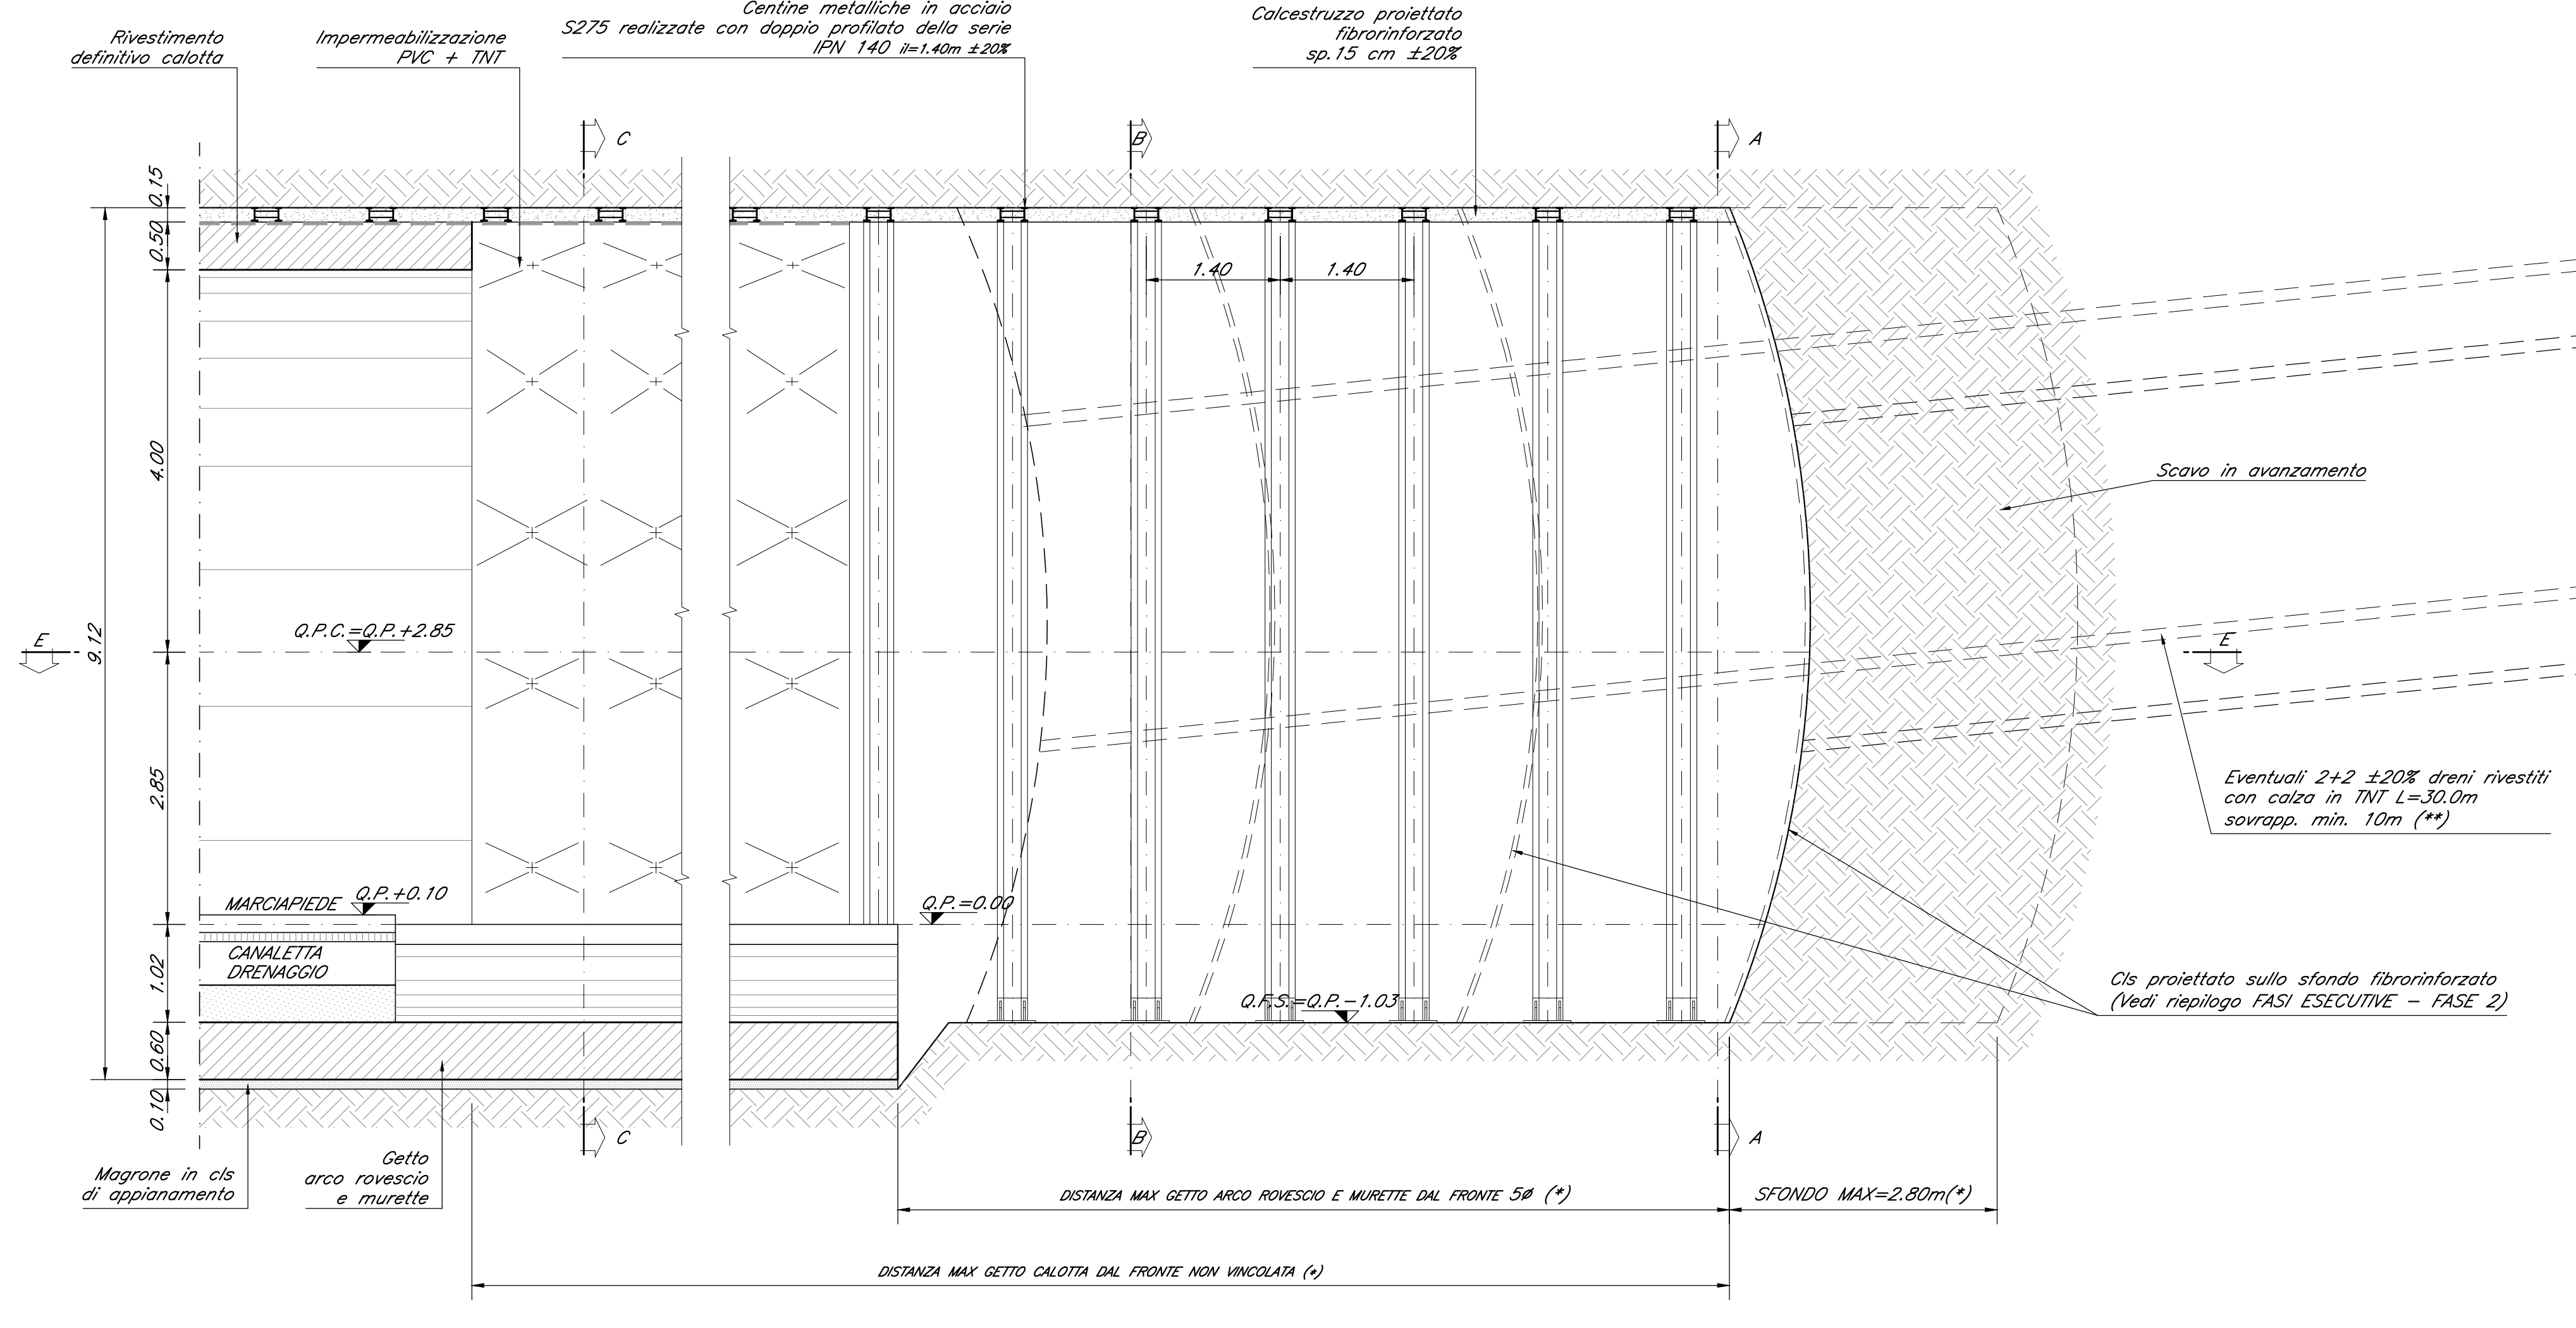 Rivestimento
definitivo calotta
Impermeabilizzazione
PVC + TNT
Centine metalliche in acciaio
S275 realizzate con doppio profilato della serie
IPN 140 il=1.40m ±20%
Calcestruzzo proiettato
fibrorinforzato
sp.15 cm ±20%
C
B
A
0.15
0.50
4.00
9.12
2.85
1.02
0.60
0.10
1.40
1.40
Scavo in avanzamento
Q.P.C.=Q.P.+2.85
E
E
Eventuali 2+2 ±20% dreni rivestiti
con calza in TNT L=30.0m
sovrapp. min. 10m (**)
MARCIAPIEDE
Q.P.+0.10
Q.P.=0.00
CANALETTA
DRENAGGIO
Q.F.S.=Q.P.-1.03
Cls proiettato sullo sfondo fibrorinforzato
(Vedi riepilogo FASI ESECUTIVE – FASE 2)
C
B
A
Magrone in cls
di appianamento
Getto
arco rovescio
e murette
DISTANZA MAX GETTO ARCO ROVESCIO E MURETTE DAL FRONTE 5Ø (*)
SFONDO MAX=2.80m(*)
DISTANZA MAX GETTO CALOTTA DAL FRONTE NON VINCOLATA (*)